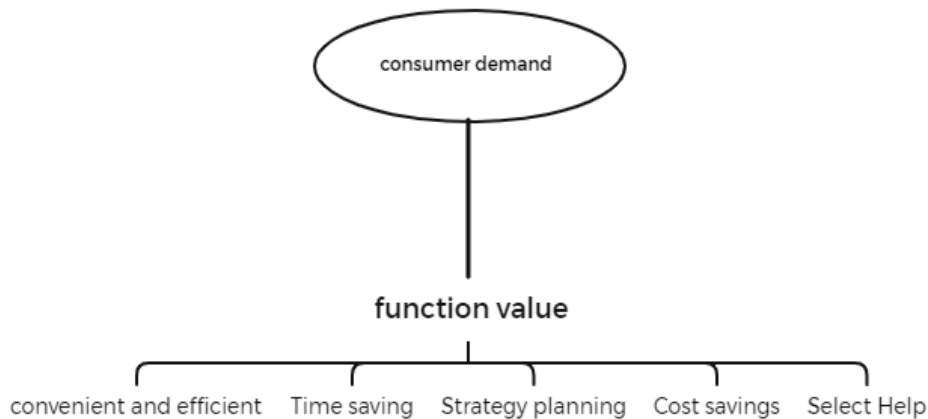 consumer demand
function value
convenient and efficient Time saving Strategy planning Cost savings Select Help